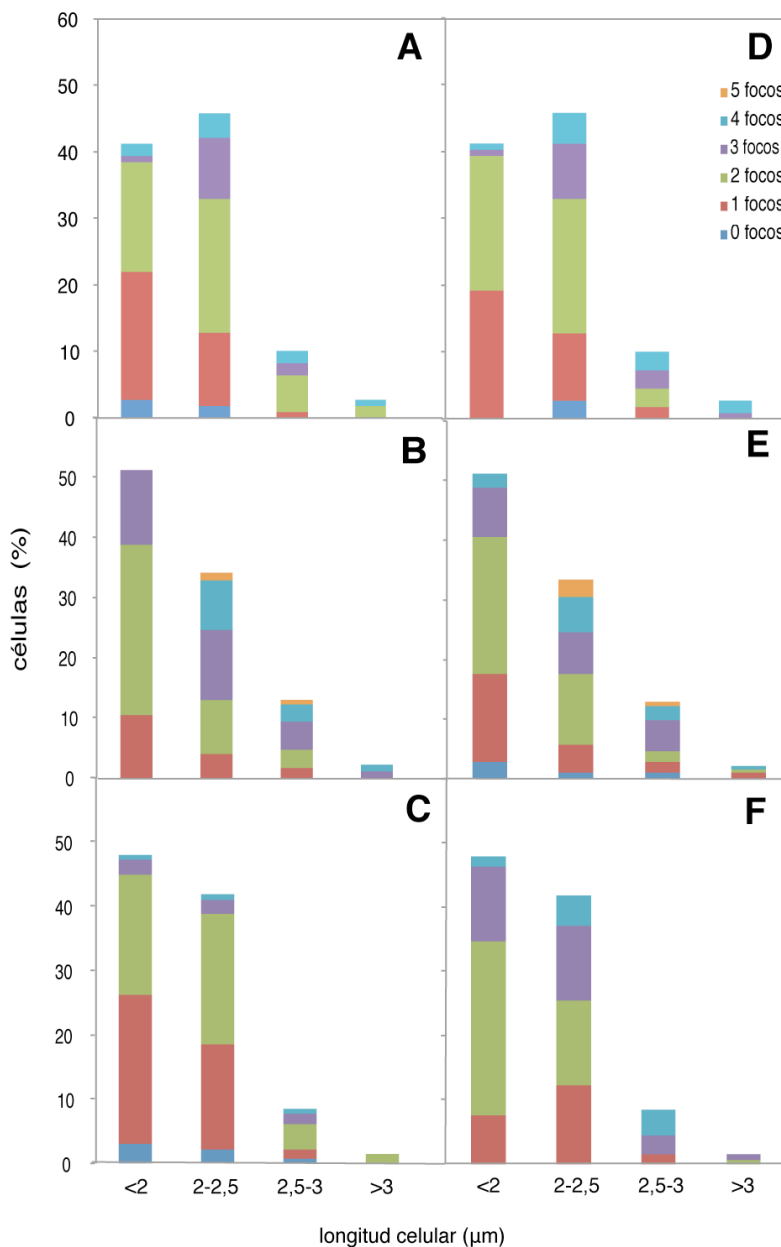 60
50
40
30
20
10
0
A
D
5 focos
4 focos
3 focos
2 focos
1 focos
0 focos
50
40
30
20
10
0
B
E
células (%)
50
40
30
20
10
0
C
F
<2 2-2,5 2,5-3 >3 <2 2-2,5 2,5-3 >3
longitud celular (µm)